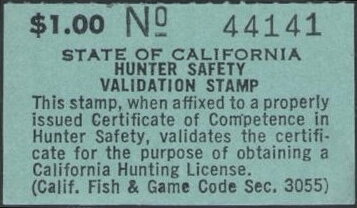 $1.00 Nº 44141
STATE OF CALIFORNIA
HUNTER SAFETY
VALIDATION STAMP
This stamp, when affixed to a properly
issued Certificate of Competence in
Hunter Safety, validates the certifi-
cate for the purpose of obtaining a
California Hunting License.
(Calif. Fish & Game Code Sec. 3055)